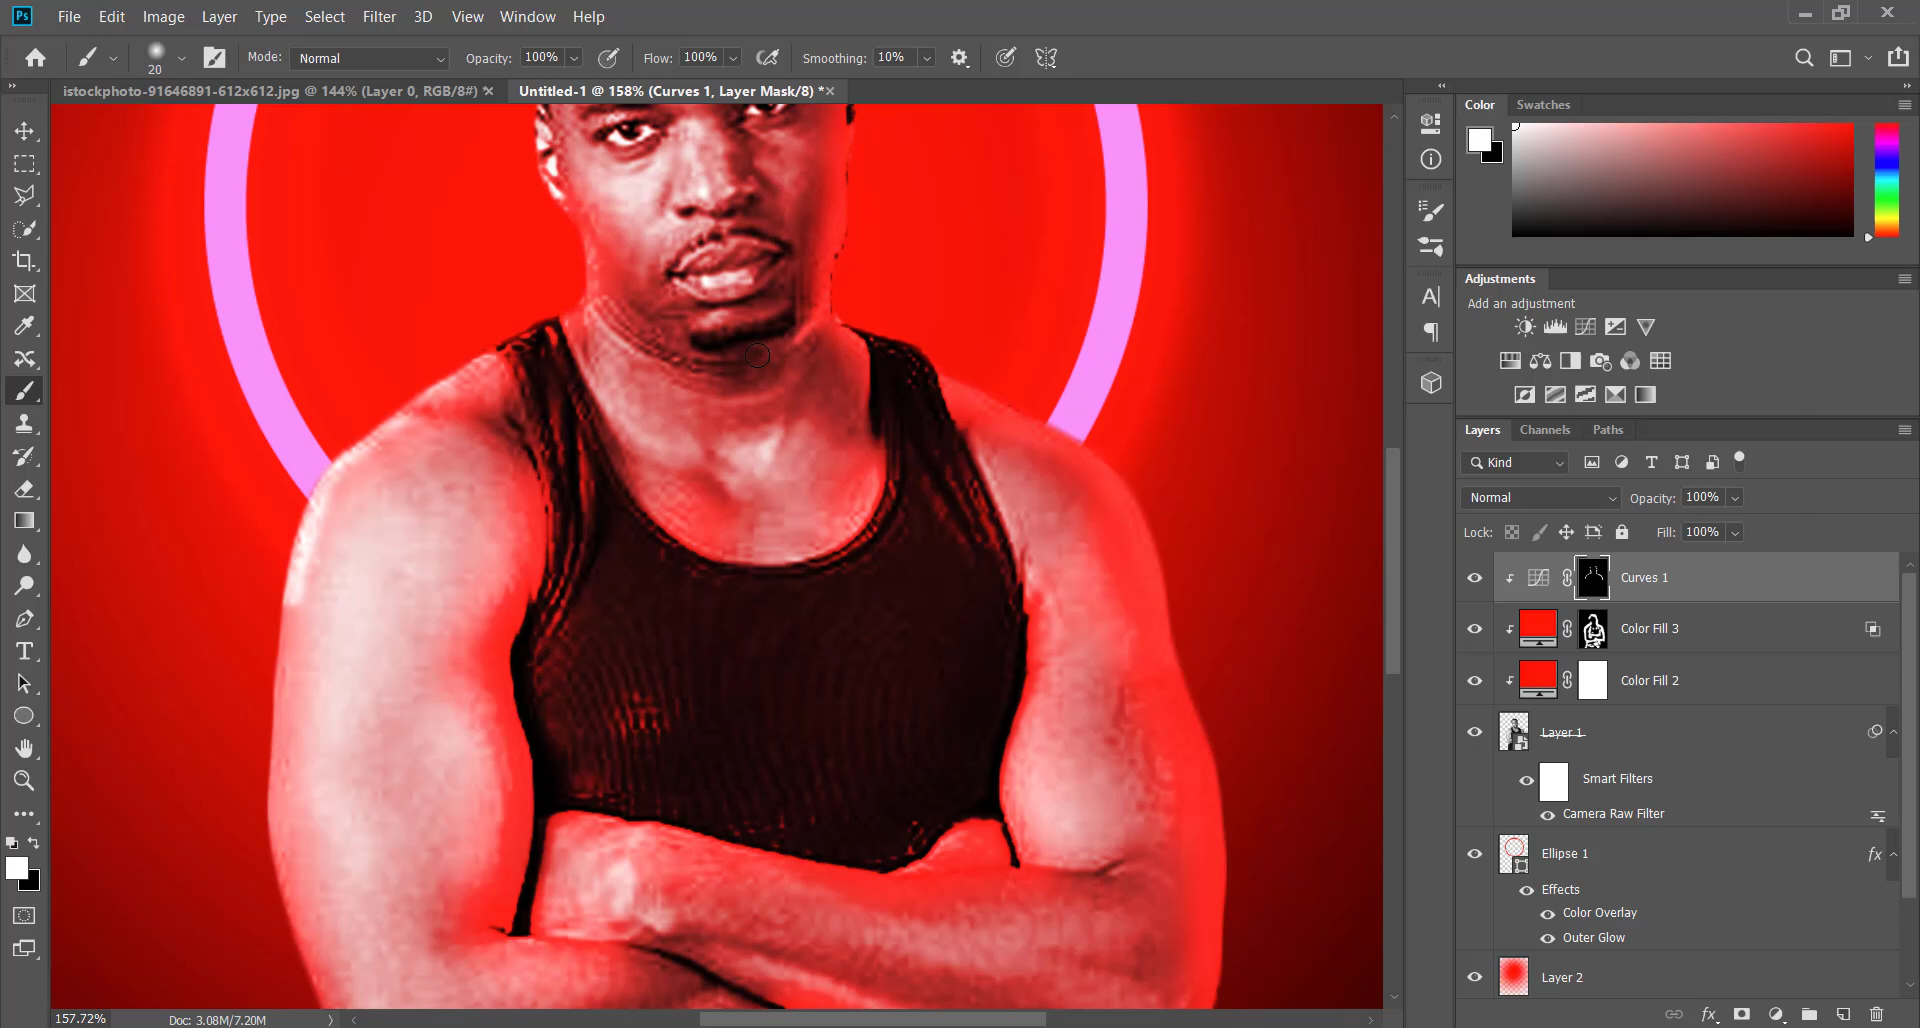 Ps File Edit Image Layer Type Select Filter 3D View Window Help
20 Mode: Normal Opacity: 100% Flow: 100% Smoothing: 10%
istockphoto-91646891-612x612.jpg @ 144% (Layer 0, RGB/8#) *
Untitled-1 @ 158% (Curves 1, Layer Mask/8) *
Color Swatches
Adjustments
Add an adjustment
Layers Channels Paths
Kind
Normal Opacity: 100%
Lock: Fill: 100%
Curves 1
Color Fill 3
Color Fill 2
Layer 1
Smart Filters
Camera Raw Filter
Ellipse 1 fx
Effects
Color Overlay
Outer Glow
Layer 2
fx
157.72% Doc: 3.08M/7.20M